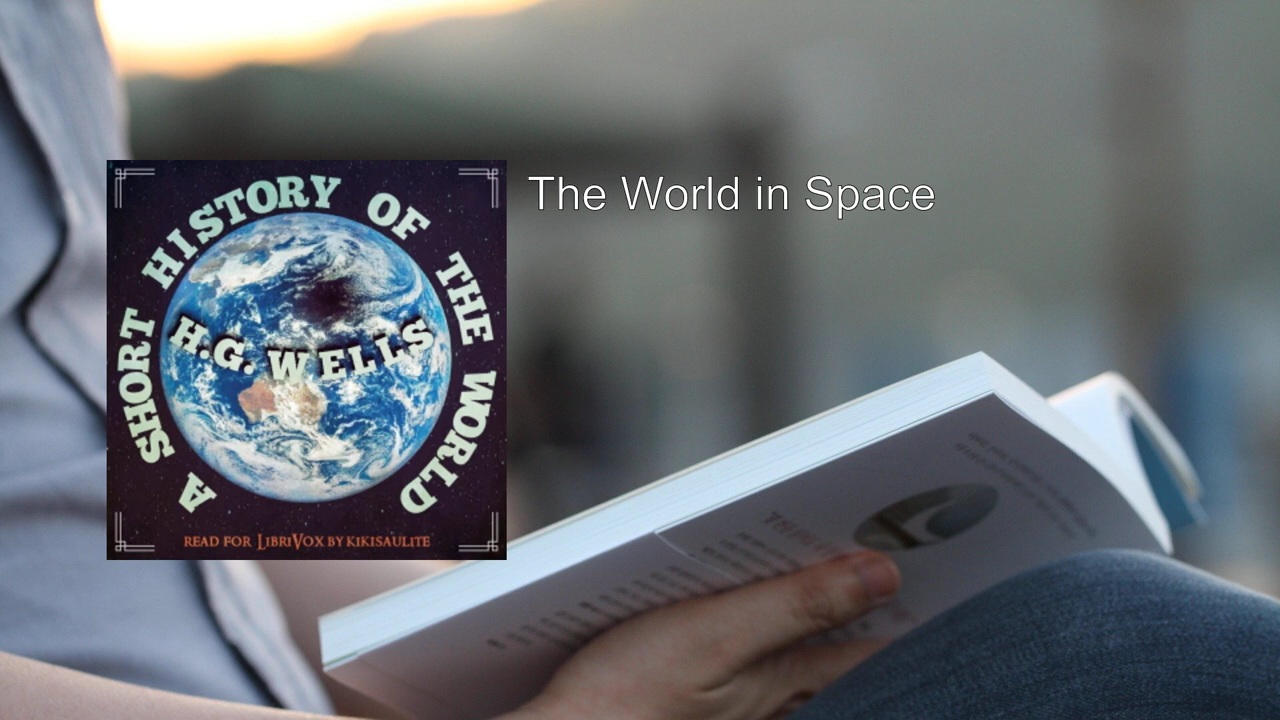 A SHORT HISTORY OF THE WORLD
H.G. WELLS
READ FOR LIBRIVOX BY KIKISAULITE
The World in Space